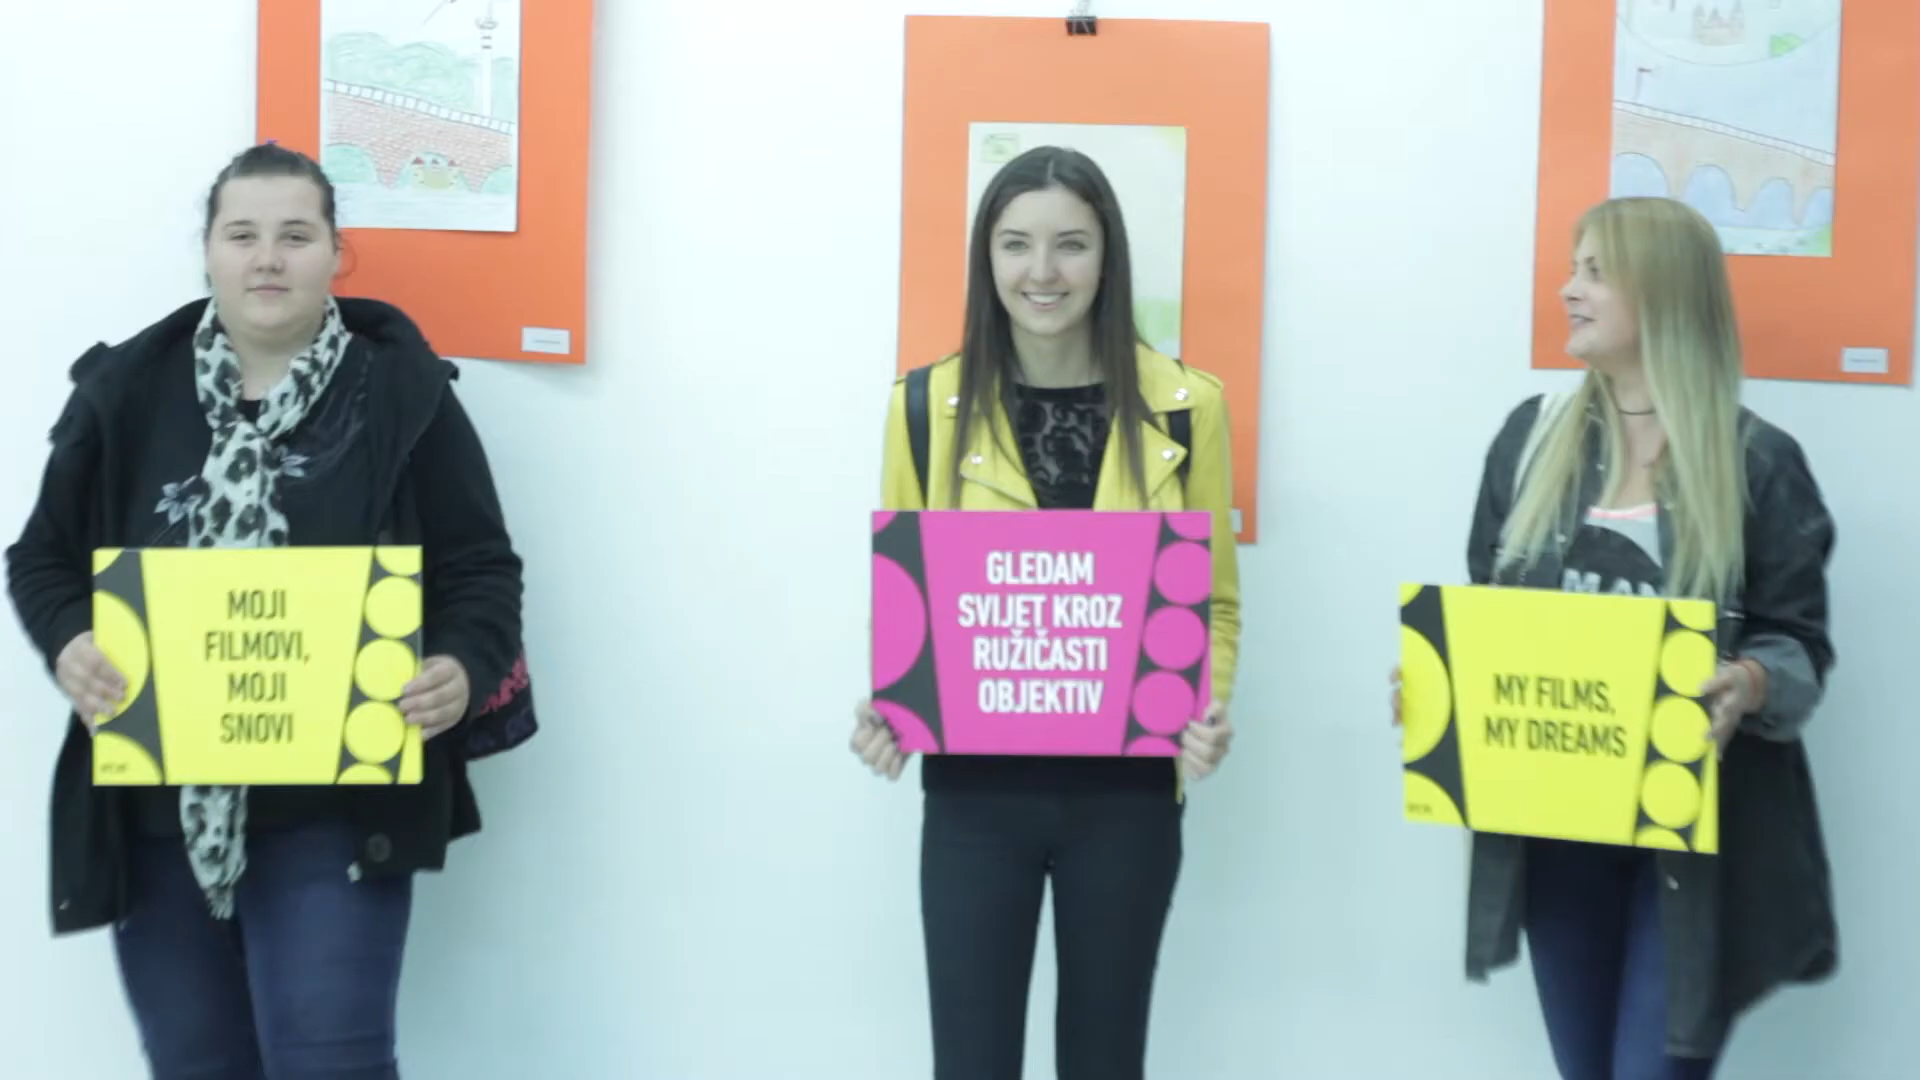 MOJI
FILMOVI,
MOJI
SNOVI
GLEDAM
SVIJET KROZ
RUŽIČASTI
OBJEKTIV
MY FILMS,
MY DREAMS